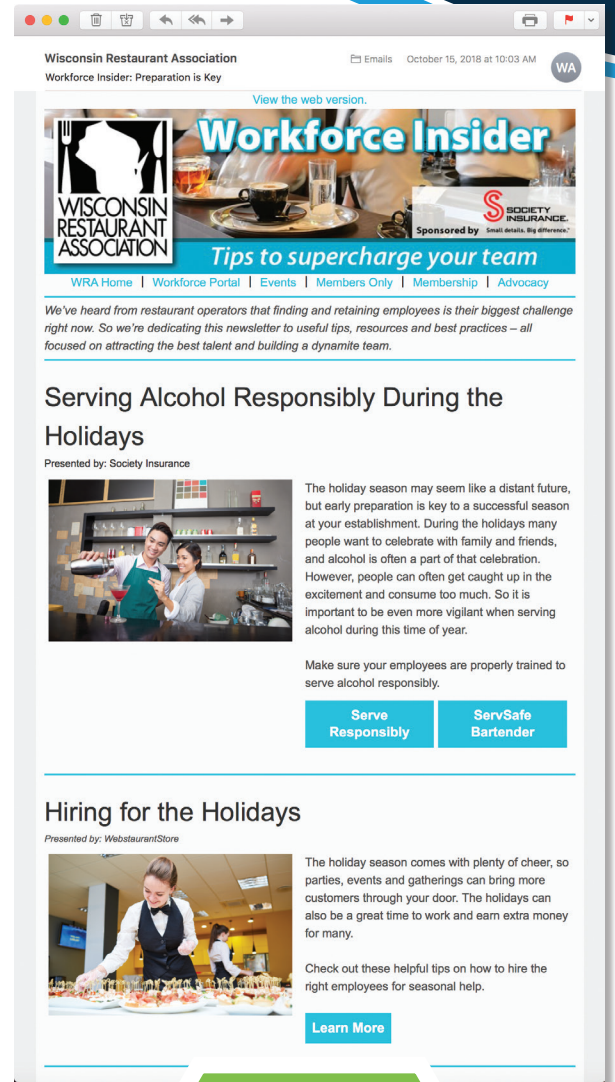 Wisconsin Restaurant Association
Emails October 15, 2018 at 10:03 AM
WA
Workforce Insider: Preparation is Key
View the web version.
Workforce Insider
WISCONSIN
RESTAURANT
ASSOCIATION
Sponsored by
SOCIETY
INSURANCE.
Small details. Big difference.®
Tips to supercharge your team
WRA Home | Workforce Portal | Events | Members Only | Membership | Advocacy
We've heard from restaurant operators that finding and retaining employees is their biggest challenge
right now. So we're dedicating this newsletter to useful tips, resources and best practices – all
focused on attracting the best talent and building a dynamite team.
Serving Alcohol Responsibly During the
Holidays
Presented by: Society Insurance
The holiday season may seem like a distant future,
but early preparation is key to a successful season
at your establishment. During the holidays many
people want to celebrate with family and friends,
and alcohol is often a part of that celebration.
However, people can often get caught up in the
excitement and consume too much. So it is
important to be even more vigilant when serving
alcohol during this time of year.
Make sure your employees are properly trained to
serve alcohol responsibly.
Serve
Responsibly
ServSafe
Bartender
Hiring for the Holidays
Presented by: WebstaurantStore
The holiday season comes with plenty of cheer, so
parties, events and gatherings can bring more
customers through your door. The holidays can
also be a great time to work and earn extra money
for many.
Check out these helpful tips on how to hire the
right employees for seasonal help.
Learn More